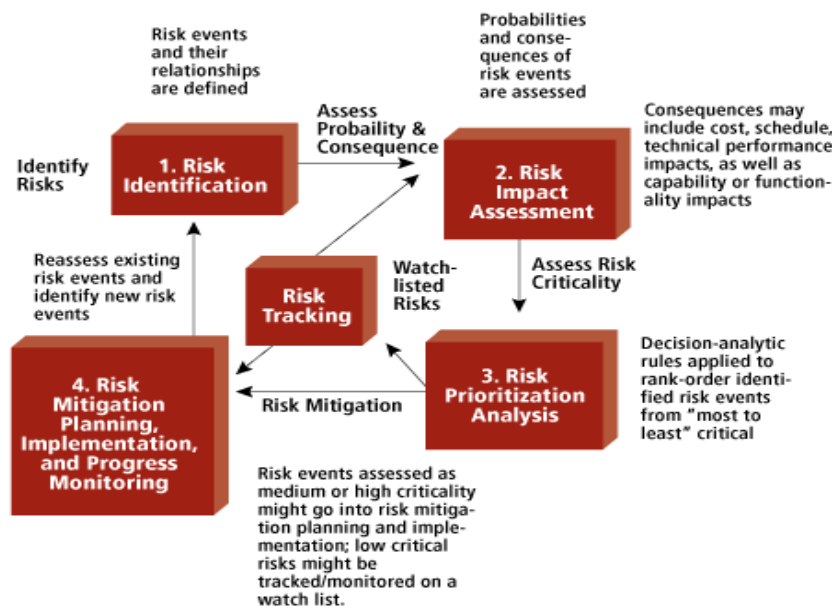 Risk events
and their
relationships
are defined
Probabilities
and conse-
quences of
risk events
are assessed
Assess
Probaility &
Consequence
Consequences may
include cost, schedule,
technical performance
impacts, as well as
capability or function-
ality impacts
Identify
Risks
1. Risk
Identification
2. Risk
Impact
Assessment
Reassess existing
risk events and
identify new risk
events
Risk
Tracking
Watch-
listed
Risks
Assess Risk
Criticality
4. Risk
Mitigation
Planning,
Implementation,
and Progress
Monitoring
Risk Mitigation
3. Risk
Prioritization
Analysis
Decision-analytic
rules applied to
rank-order identi-
fied risk events
from "most to
least" critical
Risk events assessed as
medium or high criticality
might go into risk mitiga-
tion planning and imple-
mentation; low critical
risks might be
tracked/monitored on a
watch list.